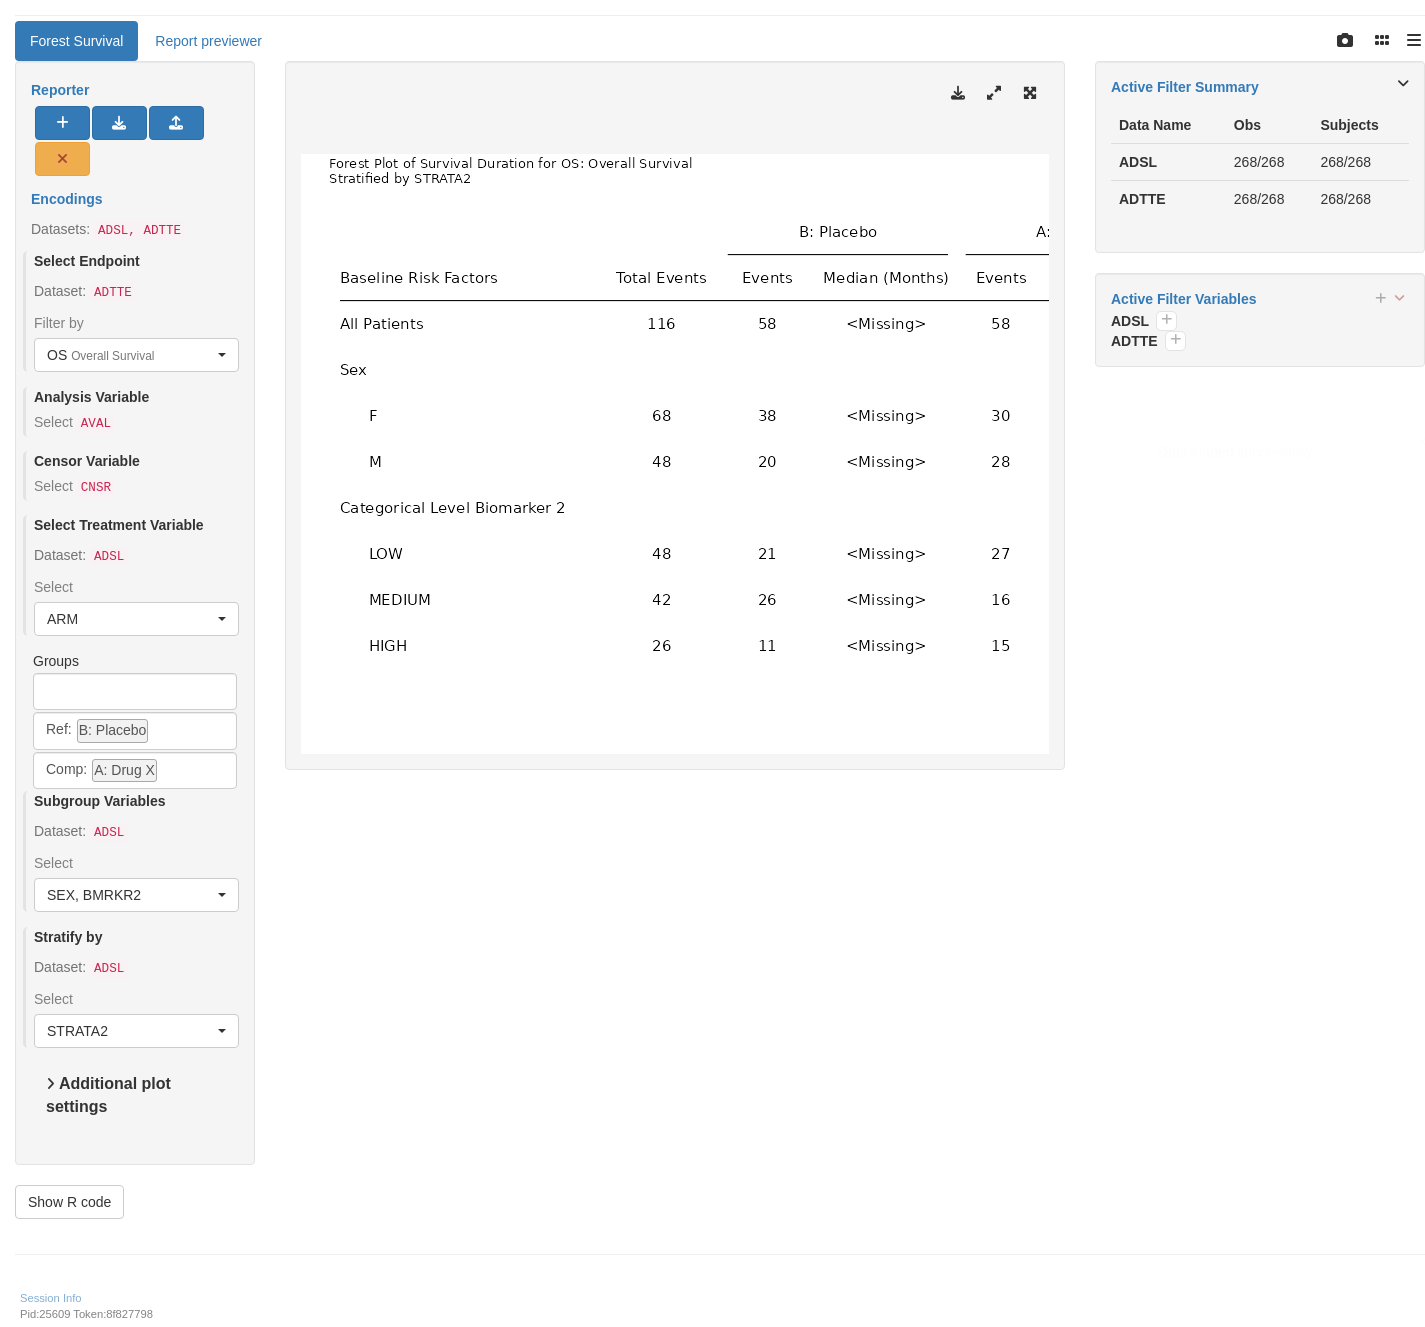 Forest Survival Report previewer
Reporter
Encodings
Datasets: ADSL, ADTTE
Select Endpoint
Dataset: ADTTE
Filter by
OS Overall Survival
Analysis Variable
Select AVAL
Censor Variable
Select CNSR
Select Treatment Variable
Dataset: ADSL
Select
ARM
Groups
Ref: B: Placebo
Comp: A: Drug X
Subgroup Variables
Dataset: ADSL
Select
SEX, BMRKR2
Stratify by
Dataset: ADSL
Select
STRATA2
Additional plot
settings
Show R code
Forest Plot of Survival Duration for OS: Overall Survival
Stratified by STRATA2
B: Placebo A:
Baseline Risk Factors Total Events Events Median (Months) Events
All Patients 116 58 <Missing> 58
Sex
F 68 38 <Missing> 30
M 48 20 <Missing> 28
Categorical Level Biomarker 2
LOW 48 21 <Missing> 27
MEDIUM 42 26 <Missing> 16
HIGH 26 11 <Missing> 15
Active Filter Summary
Data Name Obs Subjects
ADSL 268/268 268/268
ADTTE 268/268 268/268
Active Filter Variables
ADSL
ADTTE
Session Info
Pid:25609 Token:8f827798